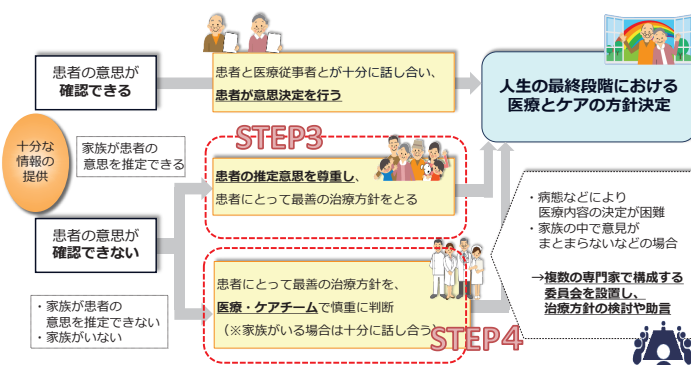 患者の意思が
確認できる
患者と医療従事者とが十分に話し合い、
患者が意思決定を行う
人生の最終段階における
医療とケアの方針決定
十分な
情報の
提供
家族が患者の
意思を推定できる
STEP3
患者の推定意思を尊重し、
患者にとって最善の治療方針をとる
患者の意思が
確認できない
・病態などにより
医療内容の決定が困難
・家族の中で意見が
まとまらないなどの場合
→複数の専門家で構成する
委員会を設置し、
治療方針の検討や助言
患者にとって最善の治療方針を、
医療・ケアチームで慎重に判断
（※家族がいる場合は十分に話し合う）
STEP4
・家族が患者の
意思を推定できない
・家族がいない